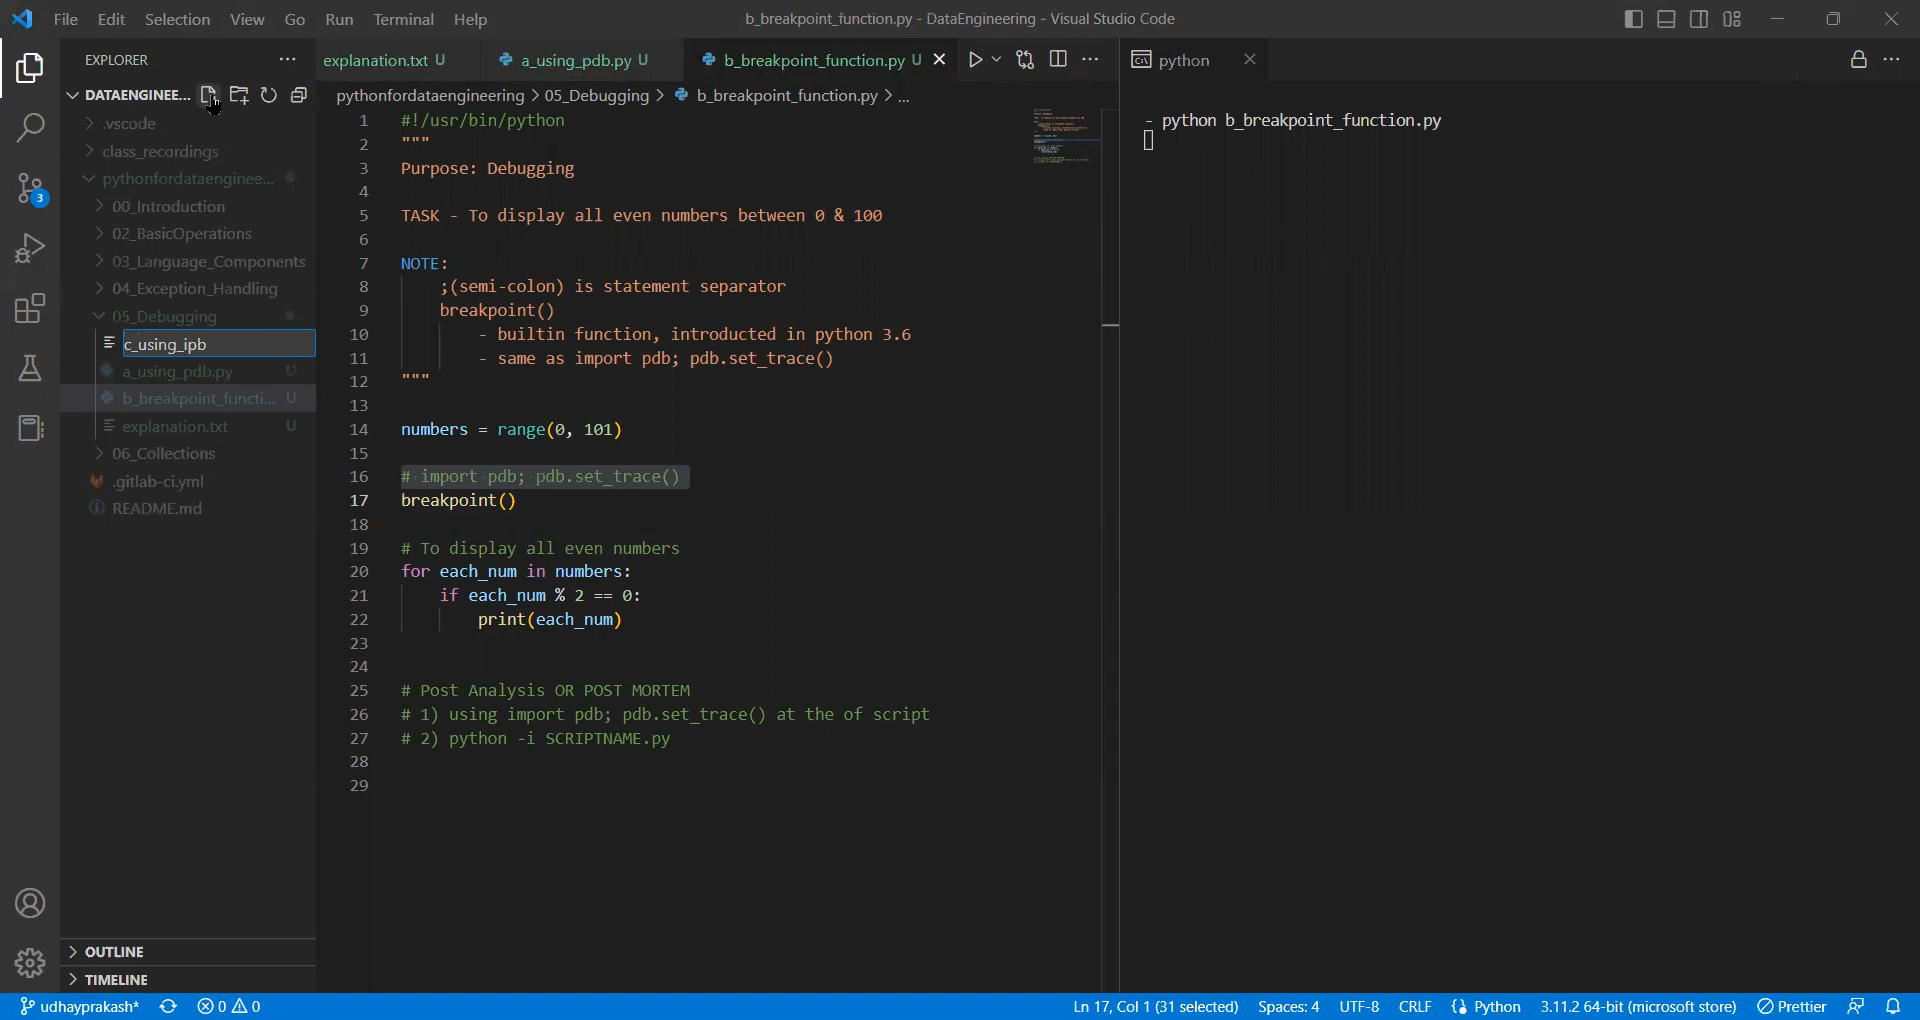 File Edit Selection View Go Run Terminal Help
b_breakpoint_function.py - DataEngineering - Visual Studio Code
EXPLORER
DATAENGINEE...
.vscode
class_recordings
pythonfordataenginee...
00_Introduction
02_BasicOperations
03_Language_Components
04_Exception_Handling
05_Debugging
c_using_ipb
a_using_pdb.py U
b_breakpoint_functi... U
explanation.txt U
06_Collections
.gitlab-ci.yml
README.md
OUTLINE
TIMELINE
3
explanation.txt U a_using_pdb.py U b_breakpoint_function.py U
pythonfordataengineering > 05_Debugging > b_breakpoint_function.py > ...
1 #!/usr/bin/python
2 """
3 Purpose: Debugging
4
5 TASK - To display all even numbers between 0 & 100
6
7 NOTE:
8 ;(semi-colon) is statement separator
9 breakpoint()
10 - builtin function, introducted in python 3.6
11 - same as import pdb; pdb.set_trace()
12 """
13
14 numbers = range(0, 101)
15
16 # import pdb; pdb.set_trace()
17 breakpoint()
18
19 # To display all even numbers
20 for each_num in numbers:
21 if each_num % 2 == 0:
22 print(each_num)
23
24
25 # Post Analysis OR POST MORTEM
26 # 1) using import pdb; pdb.set_trace() at the of script
27 # 2) python -i SCRIPTNAME.py
28
29
python
- python b_breakpoint_function.py
udhayprakash* 0 0 Ln 17, Col 1 (31 selected) Spaces: 4 UTF-8 CRLF Python 3.11.2 64-bit (microsoft store) Prettier